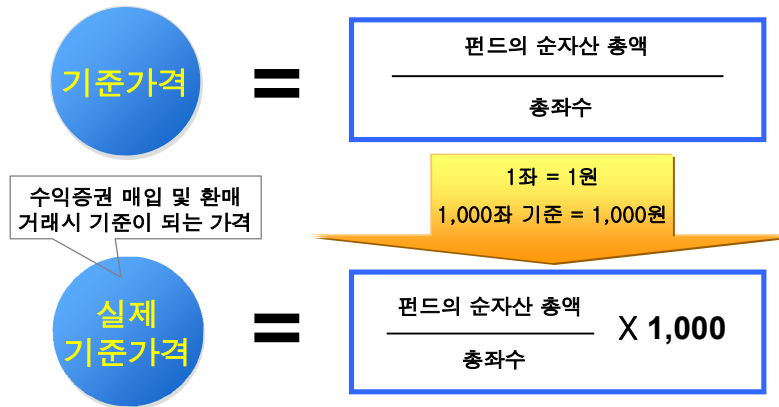 기준가격
=
펀드의 순자산 총액
총좌수
1좌 = 1원
1,000좌 기준 = 1,000원
수익증권 매입 및 환매
거래시 기준이 되는 가격
실제
기준가격
=
펀드의 순자산 총액
총좌수
X 1,000